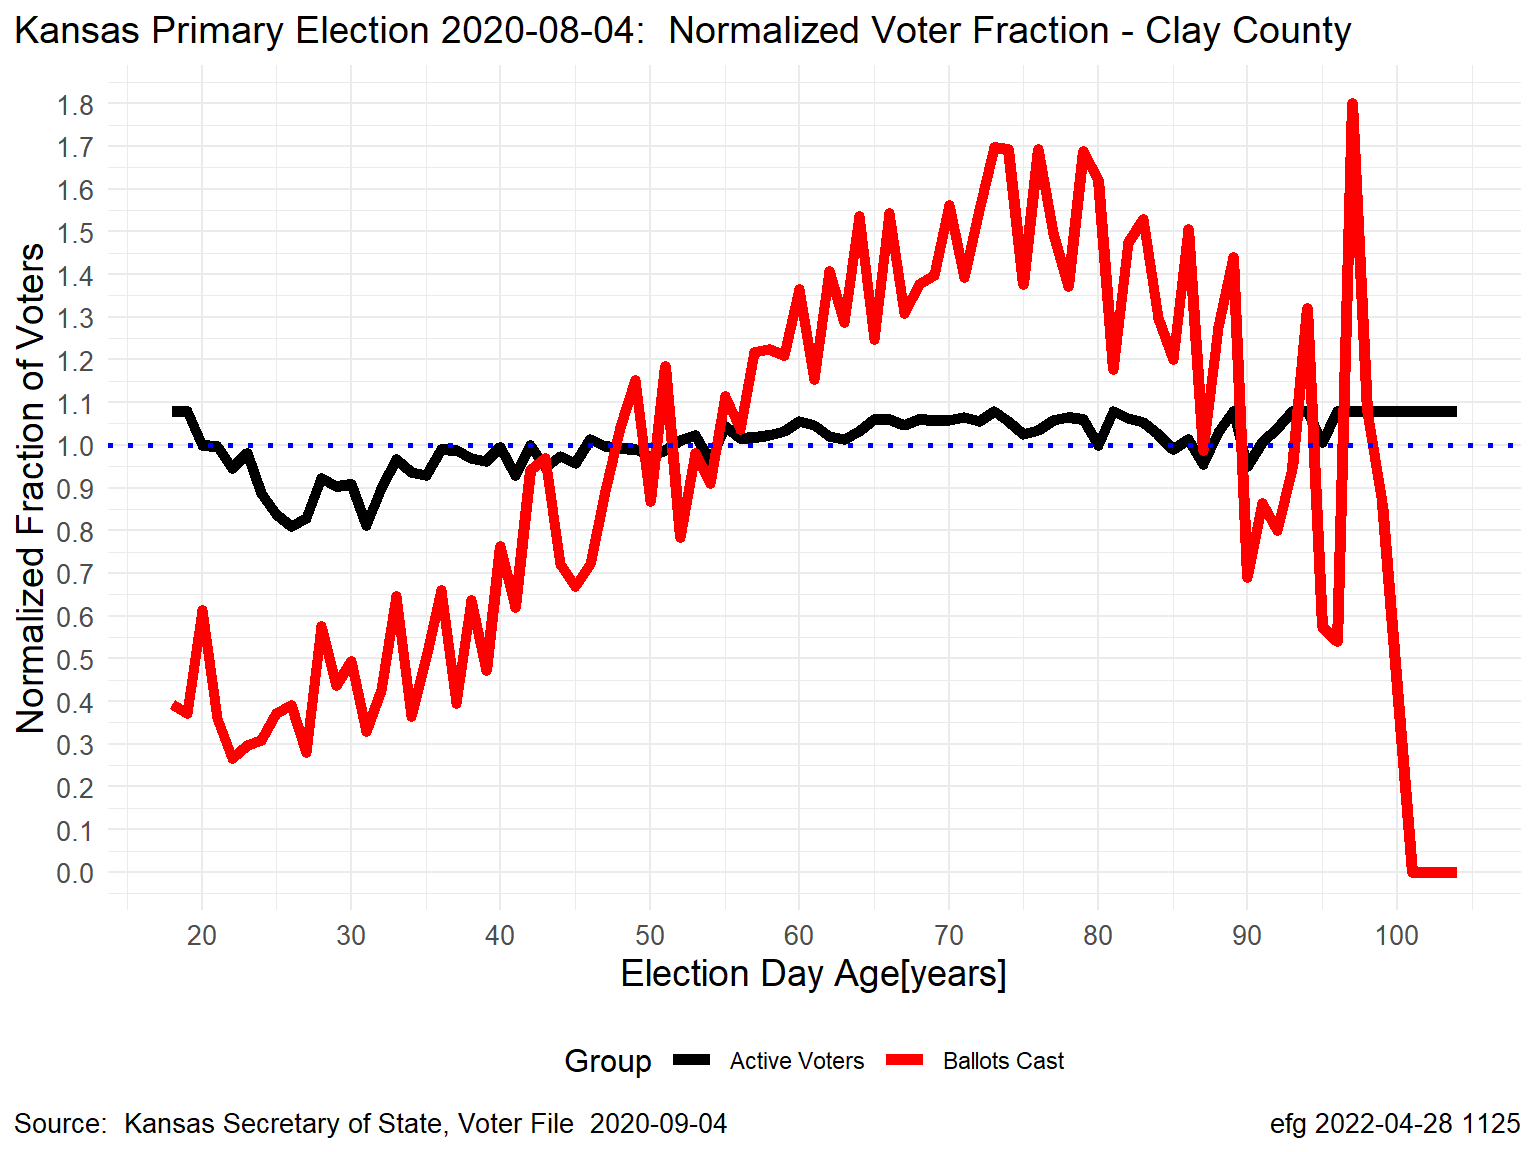 Kansas Primary Election 2020-08-04:  Normalized Voter Fraction - Clay County
Normalized Fraction of Voters
1.8
1.7
1.6
1.5
1.4
1.3
1.2
1.1
1.0
0.9
0.8
0.7
0.6
0.5
0.4
0.3
0.2
0.1
0.0
20 30 40 50 60 70 80 90 100
Election Day Age[years]
Group Active Voters Ballots Cast
Source:  Kansas Secretary of State, Voter File  2020-09-04
efg 2022-04-28 1125